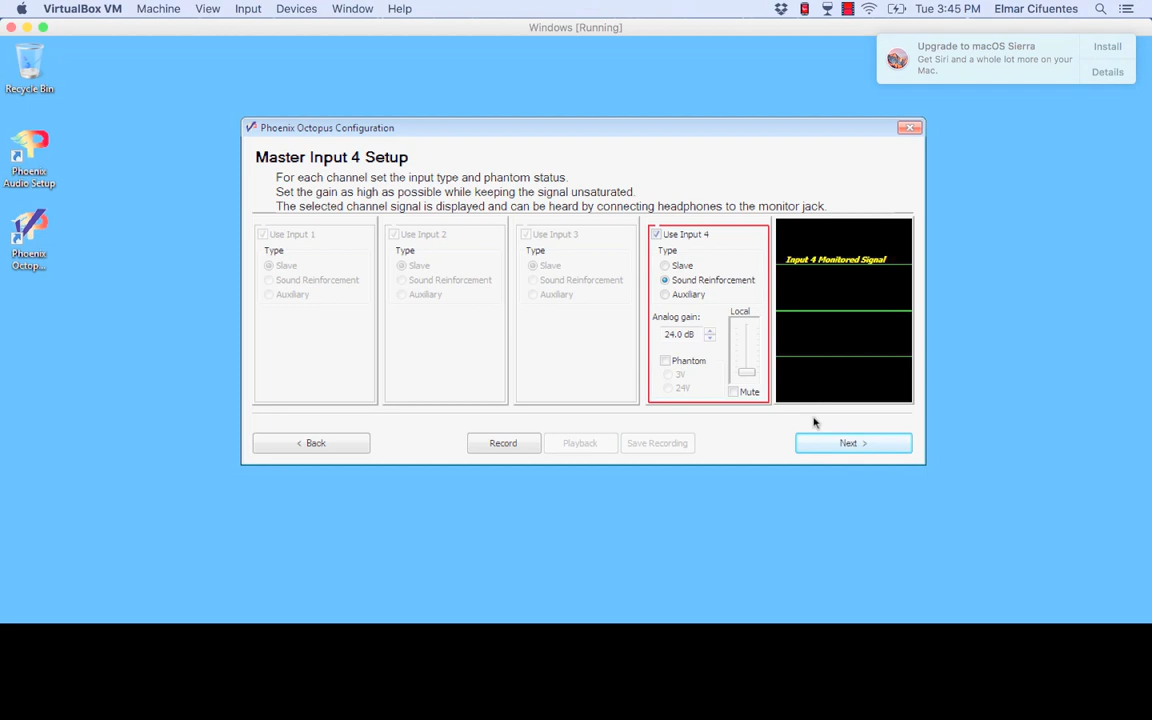 VirtualBox VM Machine View Input Devices Window Help Tue 3:45 PM Elmar Cifuentes
Windows [Running]
Upgrade to macOS Sierra
Get Siri and a whole lot more on your
Mac.
Install
Details
Recycle Bin
Phoenix
Audio Setup
Phoenix
Octop...
Phoenix Octopus Configuration
Master Input 4 Setup
For each channel set the input type and phantom status.
Set the gain as high as possible while keeping the signal unsaturated.
The selected channel signal is displayed and can be heard by connecting headphones to the monitor jack.
Use Input 1
Type
Slave
Sound Reinforcement
Auxiliary
Use Input 2
Type
Slave
Sound Reinforcement
Auxiliary
Use Input 3
Type
Slave
Sound Reinforcement
Auxiliary
Use Input 4
Type
Slave
Sound Reinforcement
Auxiliary
Analog gain:
24.0 dB
Local
Phantom
3V
24V
Mute
Input 4 Monitored Signal
< Back
Record
Playback
Save Recording
Next >